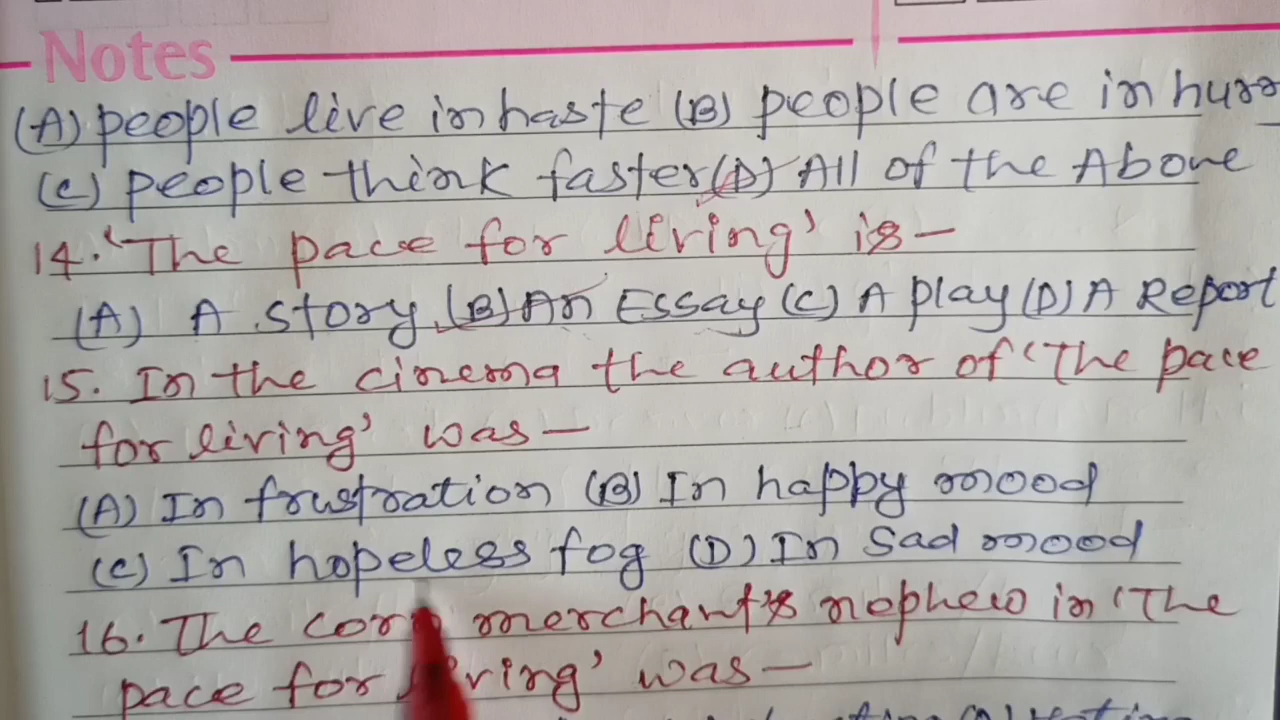 Notes
(A) people live in haste (B) people are in hurr
(C) people think faster (D) All of the Above
14. 'The pace for living' is —
(A) A story (B) An Essay (C) A play (D) A Report
15. In the cinema the author of 'The pace
for living' was —
(A) In frustration (B) In happy mood
(C) In hopeless fog (D) In Sad mood
16. The corn merchant's nephew in 'The
pace for living' was —